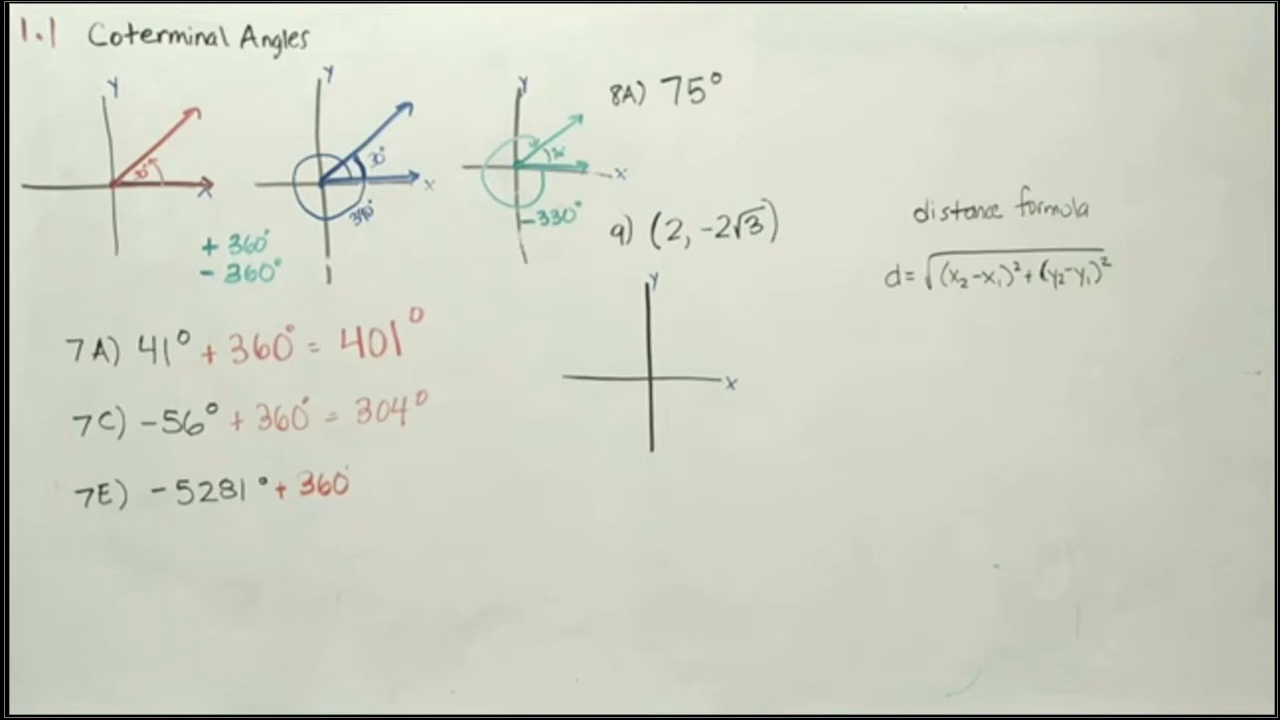 1.1 Coterminal Angles
Y
X
30°
+ 360°
- 360°
Y
X
30°
390°
Y
X
-330°
7A) 41° + 360° = 401°
7C) -56° + 360° = 304°
7E) -5281° + 360°
8A) 75°
9) (2, -2√3)
Y
X
distance formula
d = √(x₂-x₁)² + (y₂-y₁)²